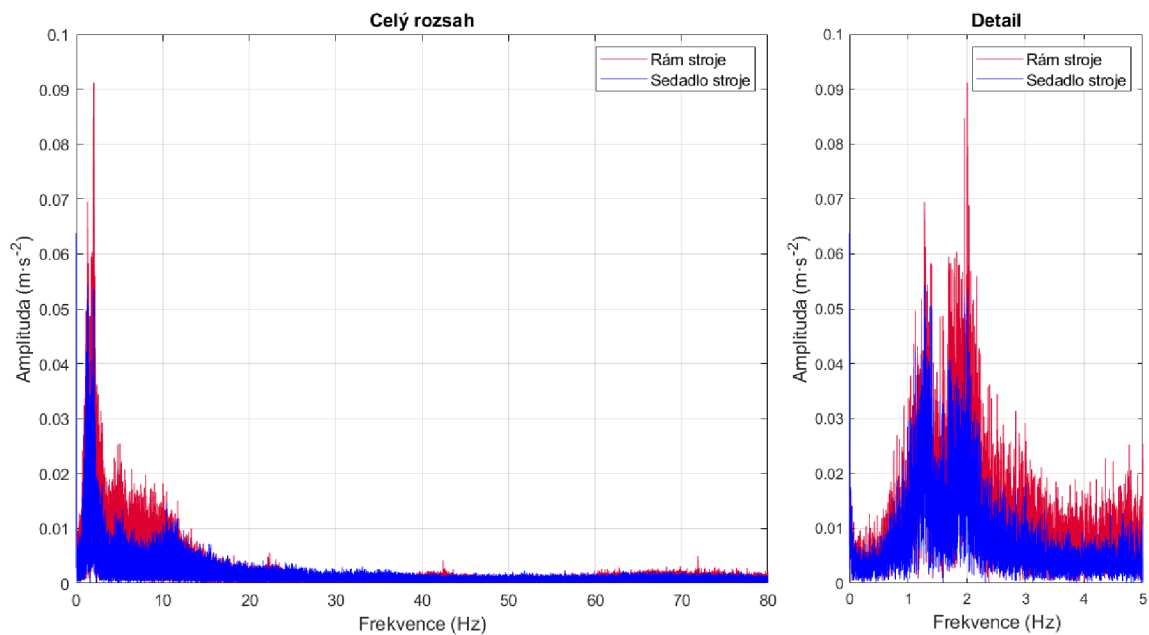 Celý rozsah
0.1
0.09
0.08
0.07
0.06
0.05
0.04
0.03
0.02
0.01
0
Amplituda (m·s-2)
0 10 20 30 40 50 60 70 80
Frekvence (Hz)
Rám stroje
Sedadlo stroje
Detail
0.1
0.09
0.08
0.07
0.06
0.05
0.04
0.03
0.02
0.01
0
Amplituda (m·s-2)
0 1 2 3 4 5
Frekvence (Hz)
Rám stroje
Sedadlo stroje